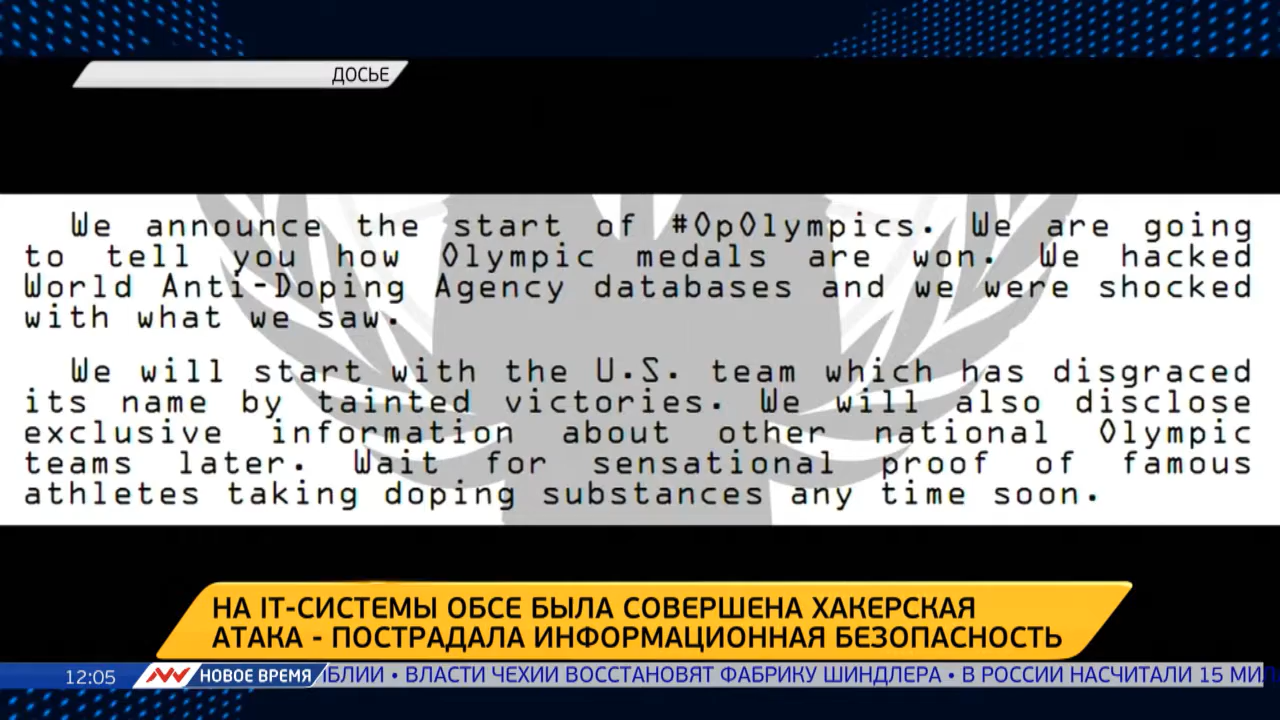 ДОСЬЕ
We announce the start of #OpOlympics. We are going
to tell you how Olympic medals are won. We hacked
World Anti-Doping Agency databases and we were shocked
with what we saw.
We will start with the U.S. team which has disgraced
its name by tainted victories. We will also disclose
exclusive information about other national Olympic
teams later. Wait for sensational proof of famous
athletes taking doping substances any time soon.
НА IT-СИСТЕМЫ ОБСЕ БЫЛА СОВЕРШЕНА ХАКЕРСКАЯ
АТАКА - ПОСТРАДАЛА ИНФОРМАЦИОННАЯ БЕЗОПАСНОСТЬ
12:05 НОВОЕ ВРЕМЯ • ВЛАСТИ ЧЕХИИ ВОССТАНОВЯТ ФАБРИКУ ШИНДЛЕРА • В РОССИИ НАСЧИТАЛИ 15